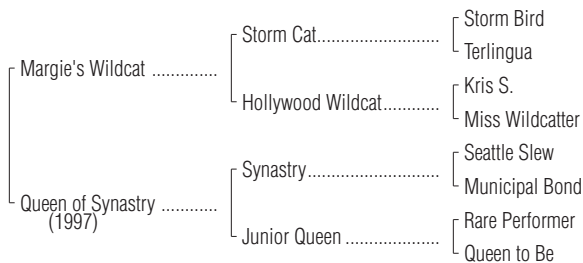 Storm Bird
Storm Cat..........................
Terlingua
Margie's Wildcat .............
Kris S.
Hollywood Wildcat............
Miss Wildcatter
Seattle Slew
Synastry............................
Municipal Bond
Queen of Synastry ...........
(1997)
Rare Performer
Junior Queen ....................
Queen to Be